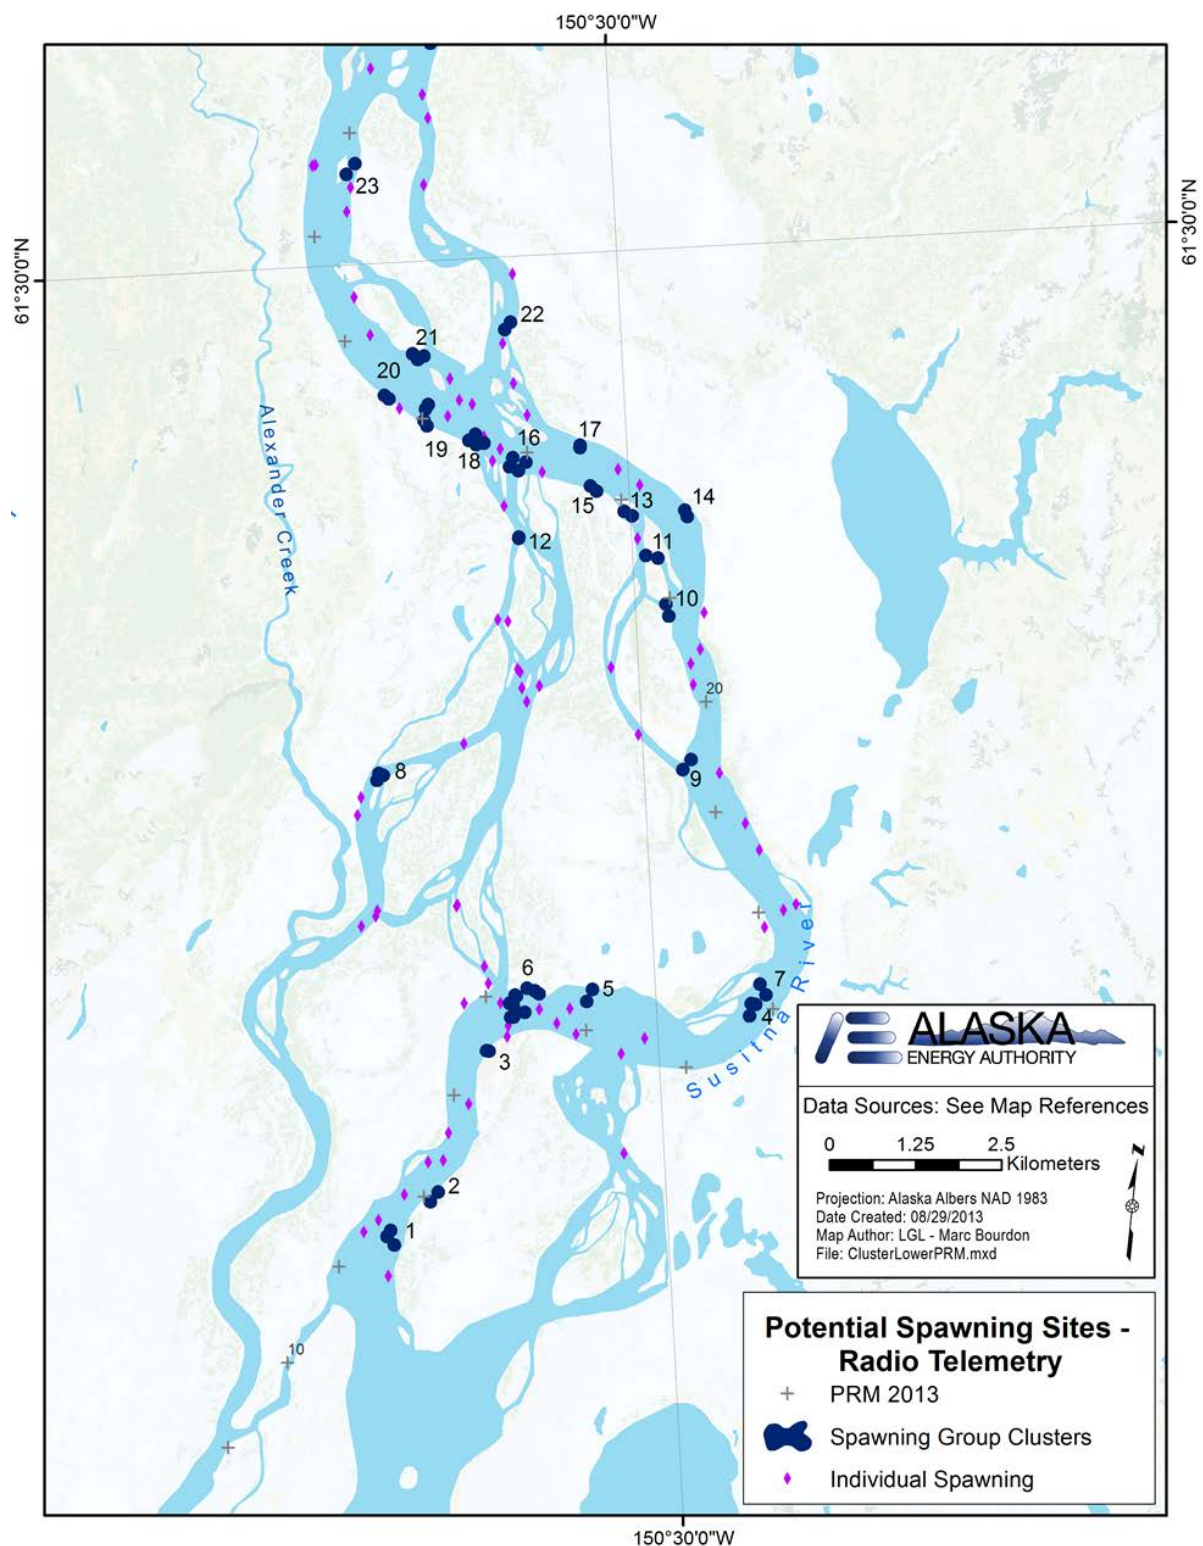 150°30'0"W
61°30'0"N
61°30'0"N
23
22
21
20
19
18
16
17
15
13
14
12
11
10
20
8
9
Alexander Creek
6
5
7
4
3
Susitna River
2
1
10
ALASKA
ENERGY AUTHORITY
Data Sources: See Map References
0 1.25 2.5
Kilometers
N
Projection: Alaska Albers NAD 1983
Date Created: 08/29/2013
Map Author: LGL - Marc Bourdon
File: ClusterLowerPRM.mxd
Potential Spawning Sites -
Radio Telemetry
PRM 2013
Spawning Group Clusters
Individual Spawning
150°30'0"W